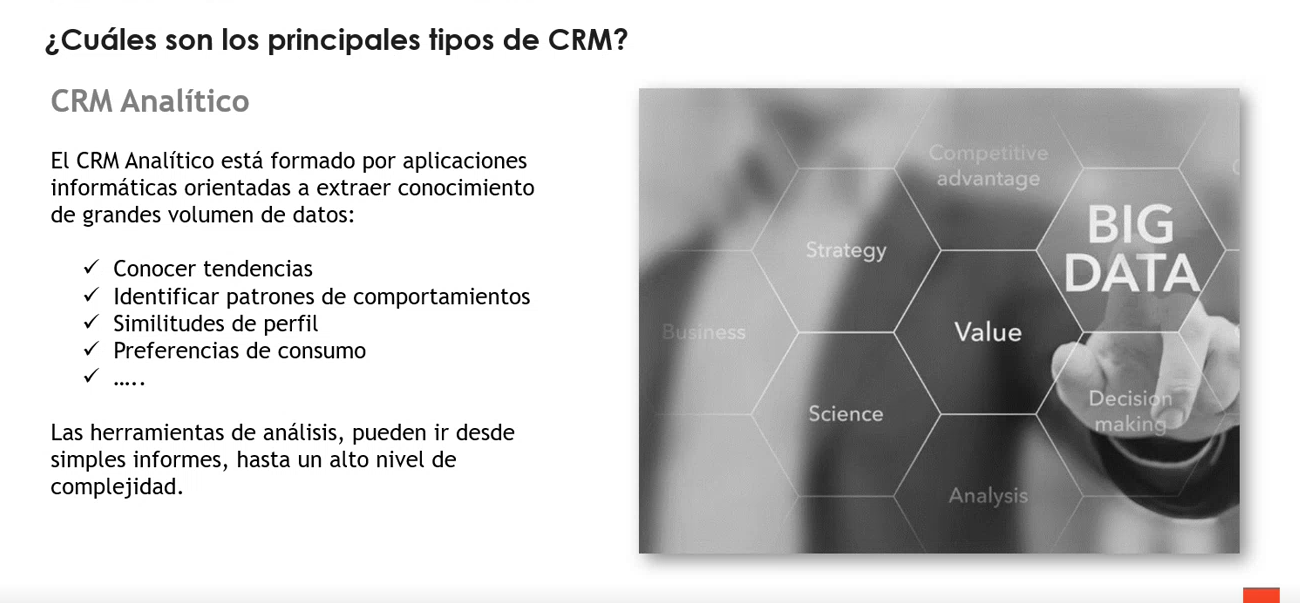 ¿Cuáles son los principales tipos de CRM?
CRM Analítico
El CRM Analítico está formado por aplicaciones
informáticas orientadas a extraer conocimiento
de grandes volumen de datos:
✓ Conocer tendencias
✓ Identificar patrones de comportamientos
✓ Similitudes de perfil
✓ Preferencias de consumo
✓ …..
Las herramientas de análisis, pueden ir desde
simples informes, hasta un alto nivel de
complejidad.
Competitive
advantage
BIG
DATA
Strategy
Business
Value
Science
Decision
making
Analysis